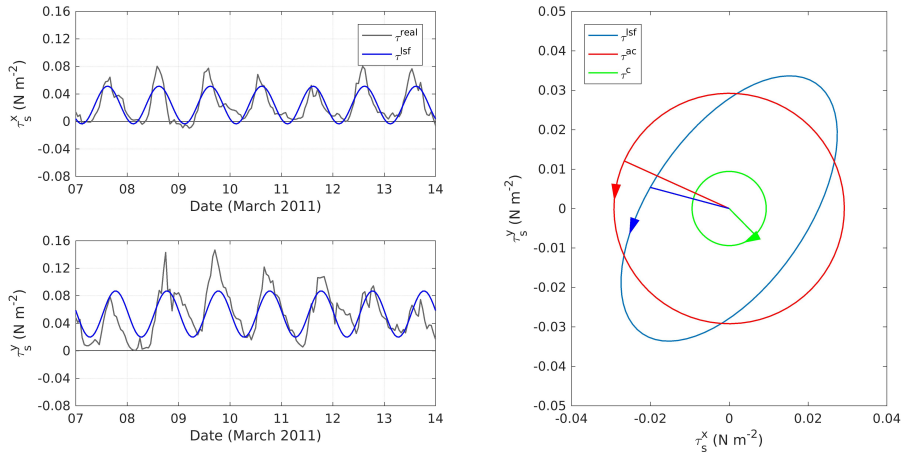 0.16
0.12
0.08
0.04
0
-0.04
-0.08
τ_s^x (N m^-2)
τ^real
τ^lsf
07 08 09 10 11 12 13 14
Date (March 2011)
0.16
0.12
0.08
0.04
0
-0.04
-0.08
τ_s^y (N m^-2)
07 08 09 10 11 12 13 14
Date (March 2011)
0.05
0.04
0.03
0.02
0.01
0
-0.01
-0.02
-0.03
-0.04
-0.05
τ_s^y (N m^-2)
τ^lsf
τ^ac
τ^c
-0.04 -0.02 0 0.02 0.04
τ_s^x (N m^-2)